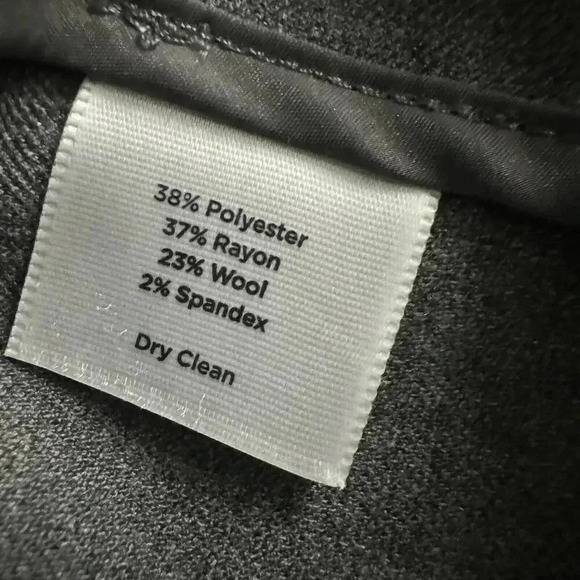 38% Polyester
37% Rayon
23% Wool
2% Spandex
Dry Clean